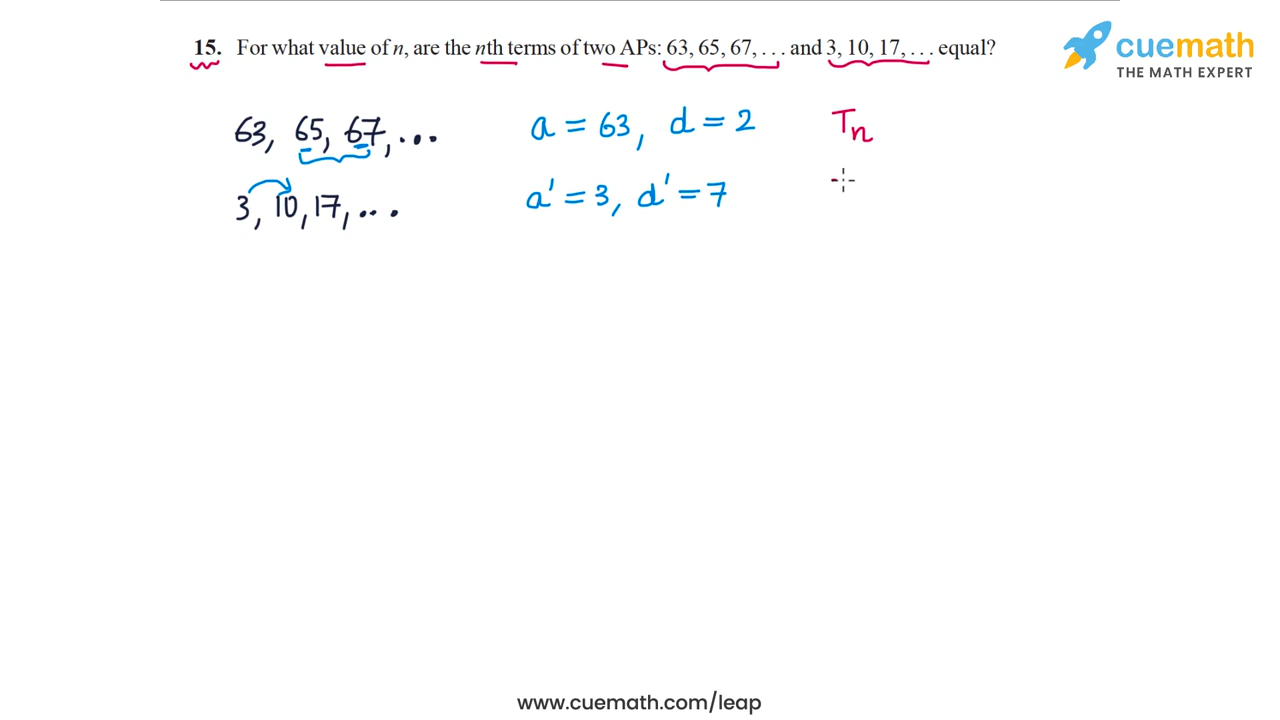 15. For what value of n, are the nth terms of two APs: 63, 65, 67, . . . and 3, 10, 17, . . . equal?
cuemath
THE MATH EXPERT
63, 65, 67, ... a = 63, d = 2 Tn
3, 10, 17, ... a' = 3, d' = 7
www.cuemath.com/leap